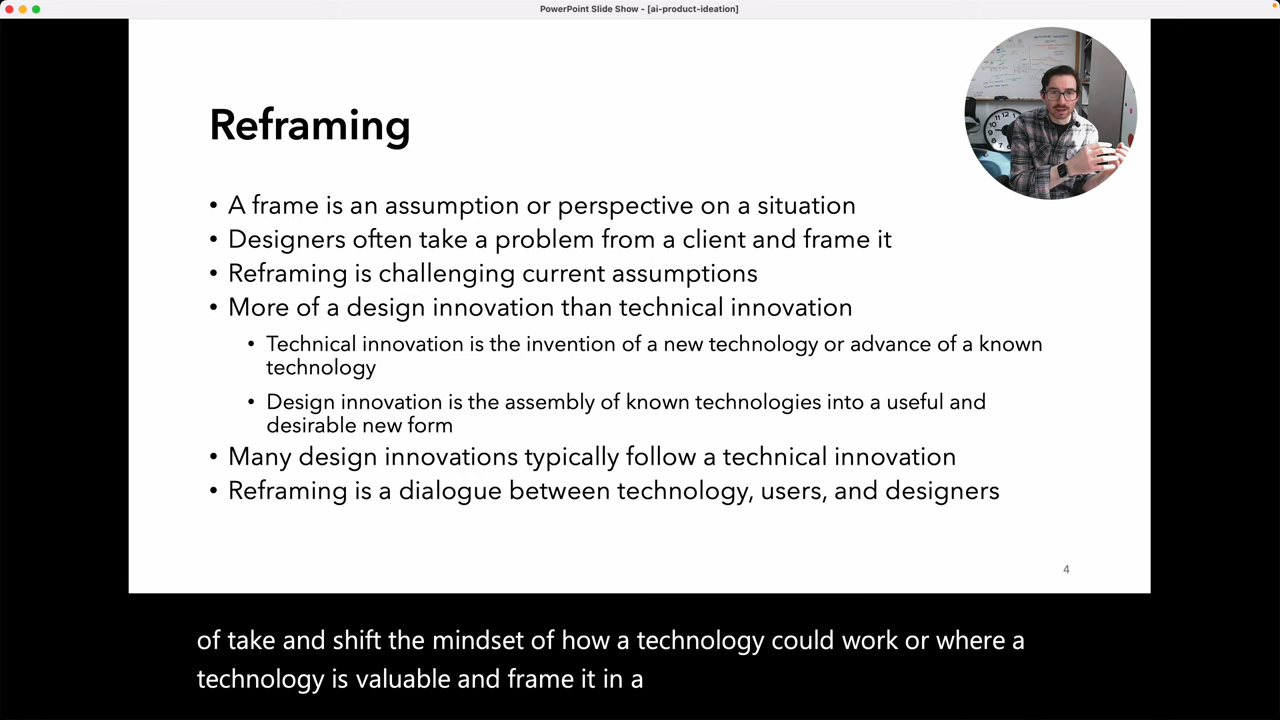 PowerPoint Slide Show - [ai-product-ideation]
Reframing
• A frame is an assumption or perspective on a situation
• Designers often take a problem from a client and frame it
• Reframing is challenging current assumptions
• More of a design innovation than technical innovation
• Technical innovation is the invention of a new technology or advance of a known
technology
• Design innovation is the assembly of known technologies into a useful and
desirable new form
• Many design innovations typically follow a technical innovation
• Reframing is a dialogue between technology, users, and designers
4
of take and shift the mindset of how a technology could work or where a
technology is valuable and frame it in a